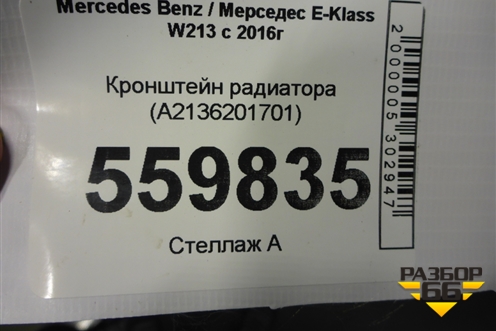 Mercedes Benz / Мерседес E-Klass
W213 с 2016г
Кронштейн радиатора
(A2136201701)
559835
Стеллаж А
2000005302947
РАЗБОР
66